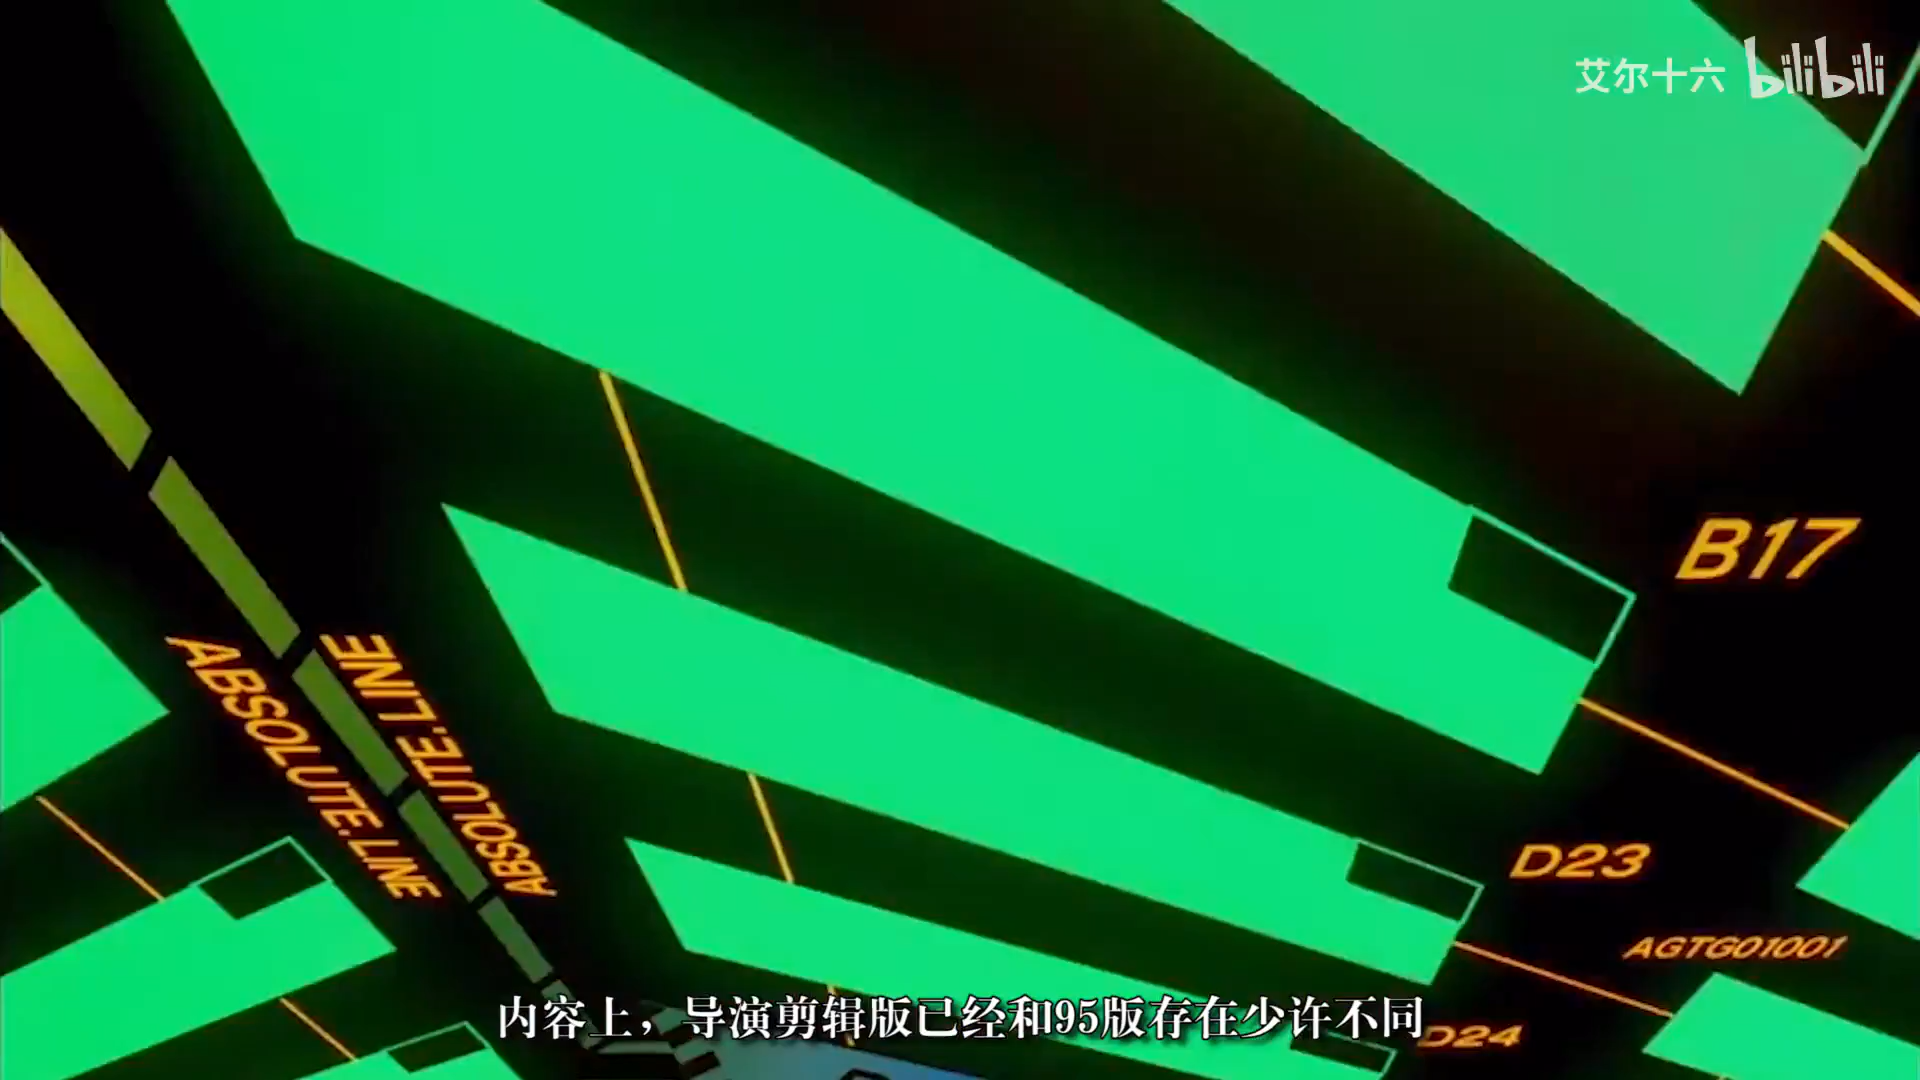 艾尔十六 bilibili
B17
ABSOLUTE.LINE
ABSOLUTE.LINE
D23
AGTG01001
D24
内容上，导演剪辑版已经和95版存在少许不同